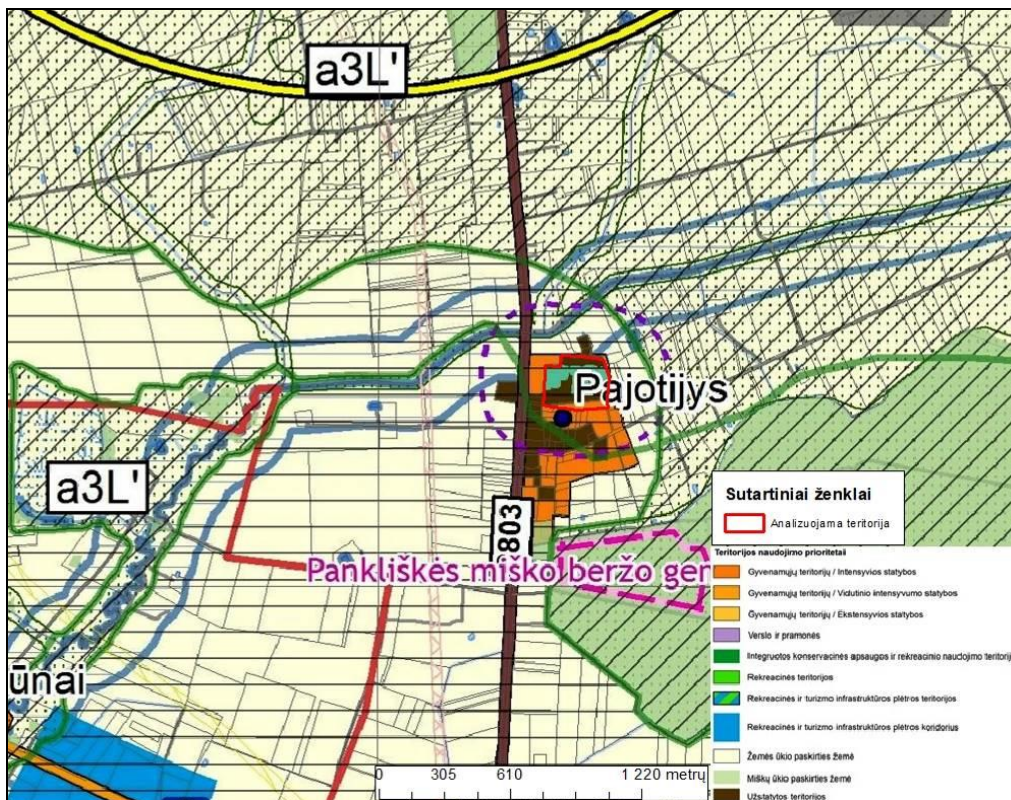 a3L'
Pajotijys
a3L'
803
Pankliškės miško beržo gen
ūnai
0 305 610 1 220 metrų
Sutartiniai ženklai
Analizuojama teritorija
Teritorijos naudojimo prioritetai
Gyvenamųjų teritorijų / Intensyvios statybos
Gyvenamųjų teritorijų / Vidutinio intensyvumo statybos
Gyvenamųjų teritorijų / Ekstensyvios statybos
Verslo ir pramonės
Integruotos konservacinės apsaugos ir rekreacinio naudojimo teritorij
Rekreacinės teritorijos
Rekreacinės ir turizmo infrastruktūros plėtros teritorijos
Rekreacinės ir turizmo infrastruktūros plėtros koridorius
Žemės ūkio paskirties žemė
Miškų ūkio paskirties žemė
Užstatytos teritorijos